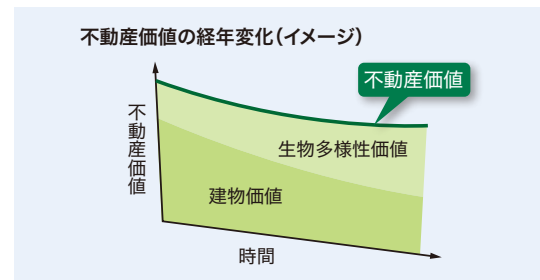 不動産価値の経年変化（イメージ）
不動産価値
不動産価値
生物多様性価値
建物価値
時間